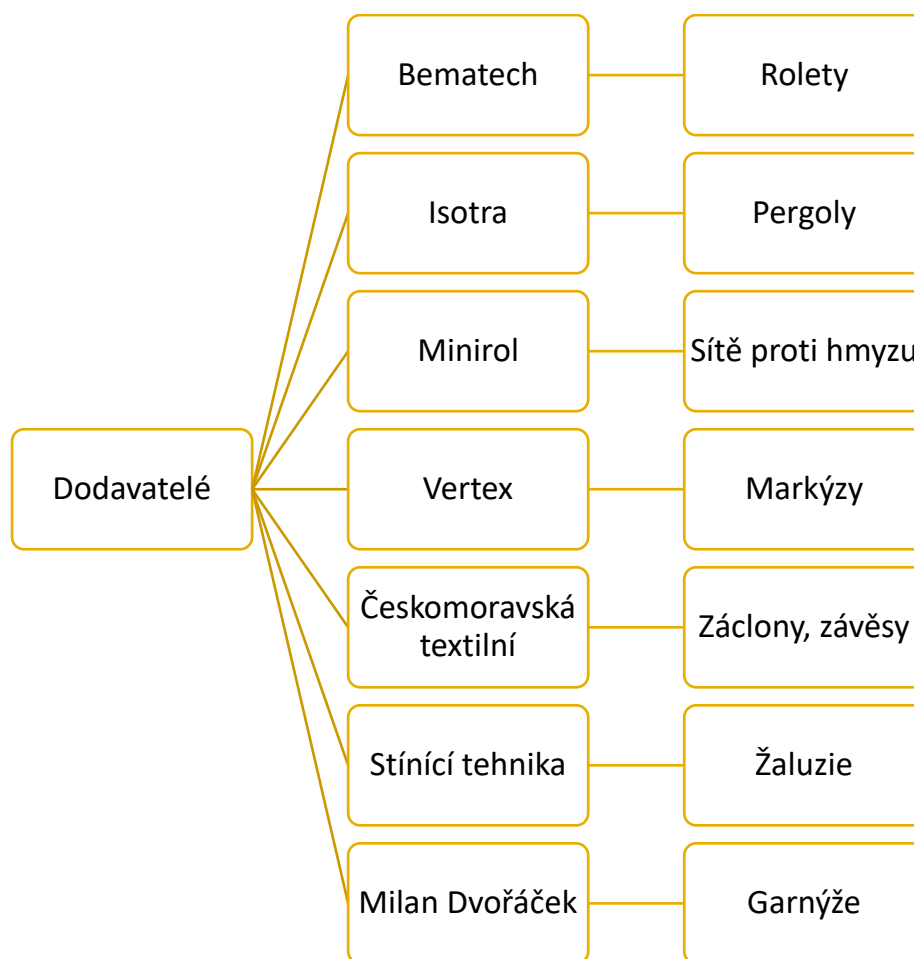 Bematech
Rolety
Isotra
Pergoly
Minirol
Sítě proti hmyzu
Dodavatelé
Vertex
Markýzy
Českomoravská
textilní
Záclony, závěsy
Stínící tehnika
Žaluzie
Milan Dvořáček
Garnýže